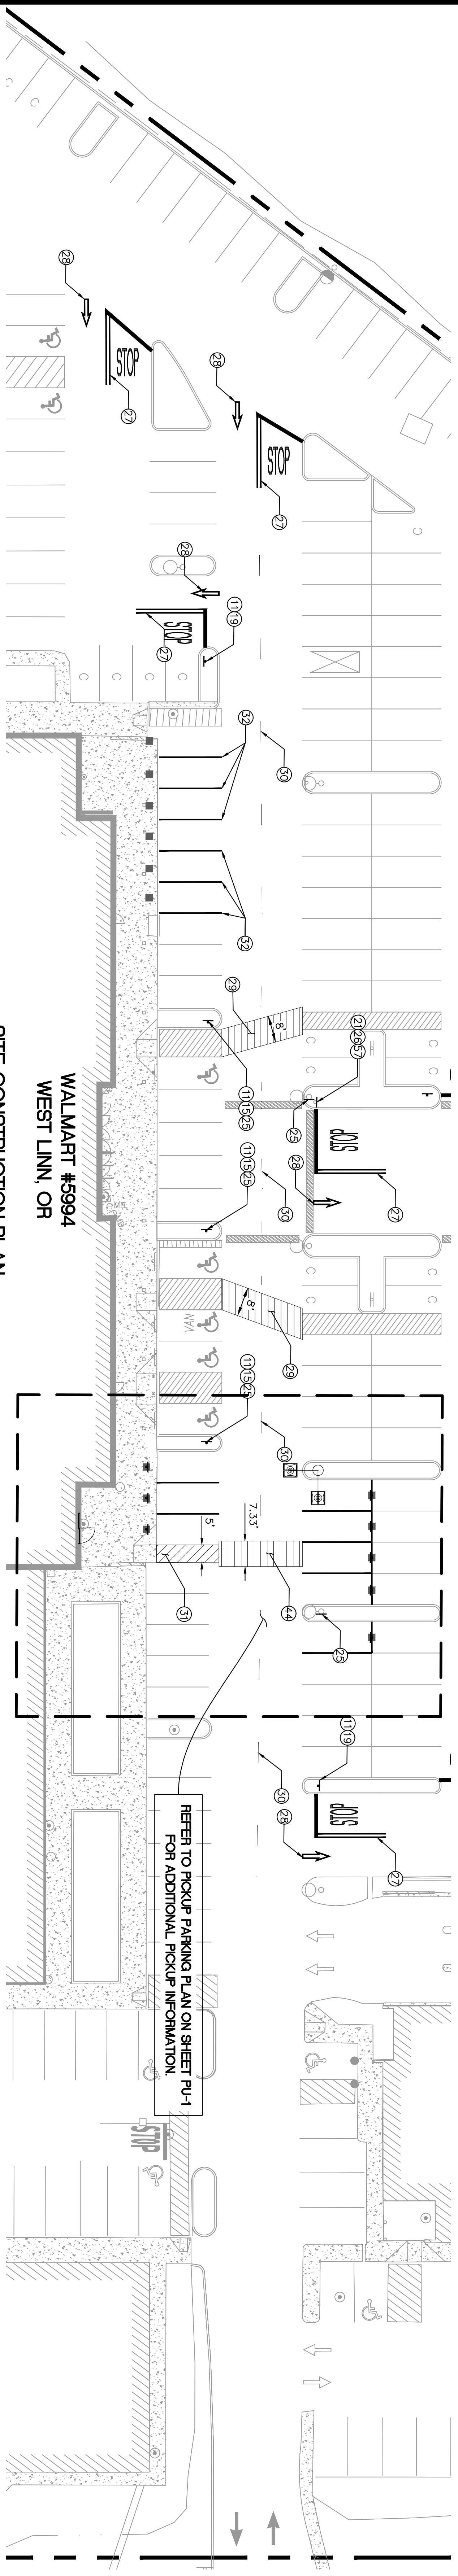 28
STOP
27
28
STOP
27
C
C
28
11 19
STOP
27
C
C
C
C
C
32
30
32
29
8'
21 26 57
C
C
C
C
25
11 15 25
STOP
28
27
11 15 25
30
WALMART #5994
WEST LINN, OR
SITE CONSTRUCTION PLAN
C
C
C
C
8'
29
VAN
11 15 25
30
7.33'
5'
31
44
25
11 19
STOP
30
28
27
REFER TO PICKUP PARKING PLAN ON SHEET PU-1
FOR ADDITIONAL PICKUP INFORMATION.
STOP